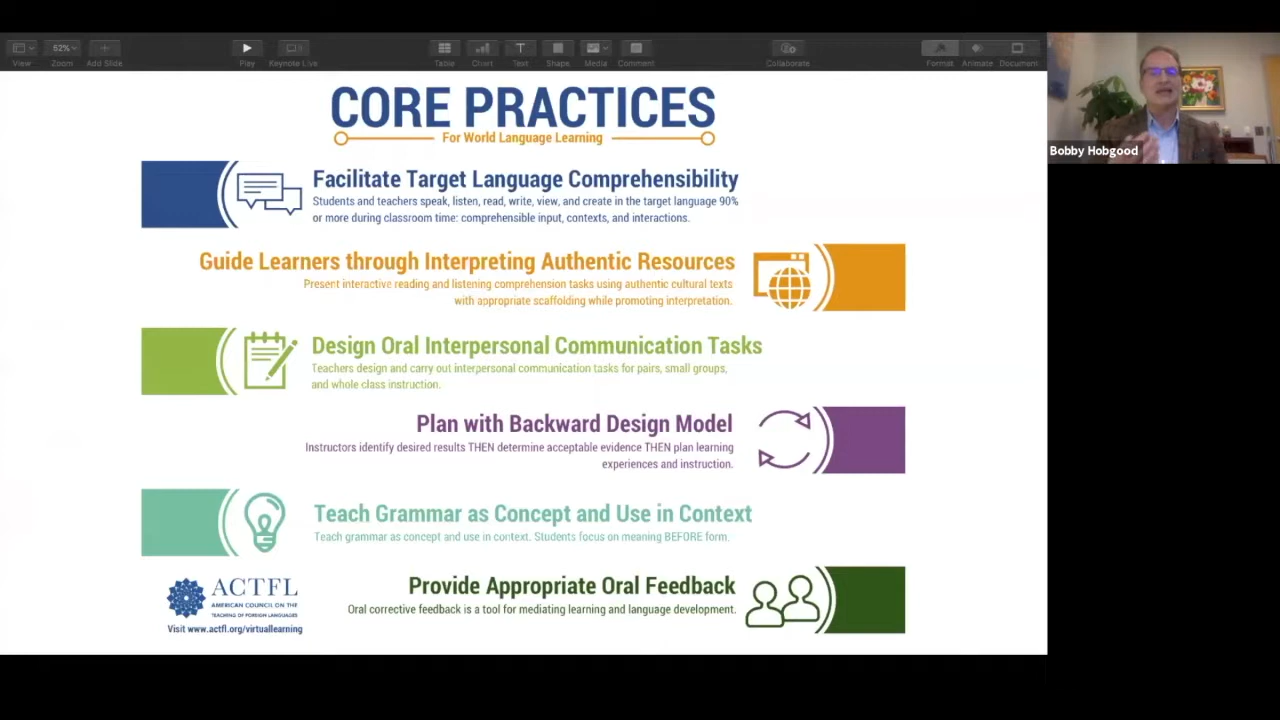 View
52%
Zoom
Add Slide
Play
Keynote Live
Table
Chart
Text
Shape
Media
Comment
Collaborate
Format
Animate
Document
Bobby Hobgood
CORE PRACTICES
For World Language Learning
Facilitate Target Language Comprehensibility
Students and teachers speak, listen, read, write, view, and create in the target language 90%
or more during classroom time: comprehensible input, contexts, and interactions.
Guide Learners through Interpreting Authentic Resources
Present interactive reading and listening comprehension tasks using authentic cultural texts
with appropriate scaffolding while promoting interpretation.
Design Oral Interpersonal Communication Tasks
Teachers design and carry out interpersonal communication tasks for pairs, small groups,
and whole class instruction.
Plan with Backward Design Model
Instructors identify desired results THEN determine acceptable evidence THEN plan learning
experiences and instruction.
Teach Grammar as Concept and Use in Context
Teach grammar as concept and use in context. Students focus on meaning BEFORE form.
Provide Appropriate Oral Feedback
Oral corrective feedback is a tool for mediating learning and language development.
ACTFL
AMERICAN COUNCIL ON THE
TEACHING OF FOREIGN LANGUAGES
Visit www.actfl.org/virtuallearning